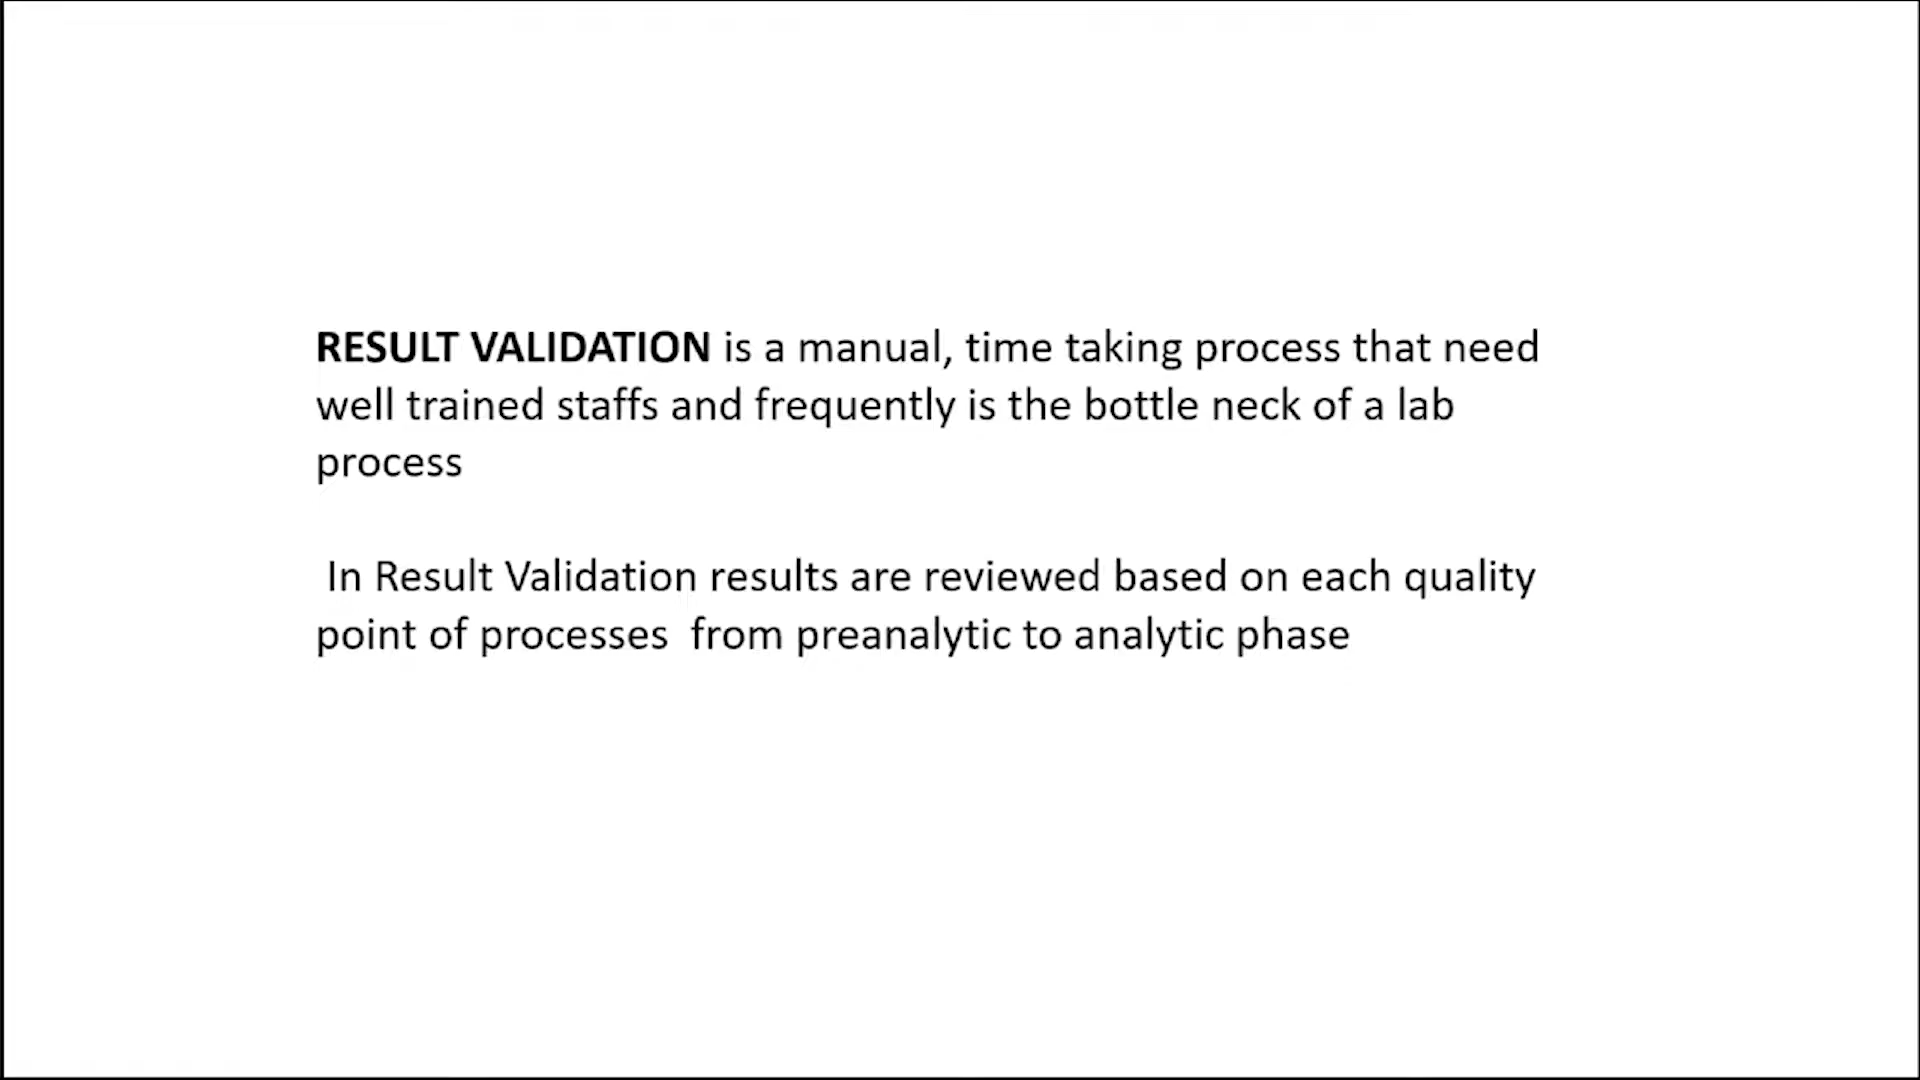 RESULT VALIDATION is a manual, time taking process that need
well trained staffs and frequently is the bottle neck of a lab
process
In Result Validation results are reviewed based on each quality
point of processes  from preanalytic to analytic phase